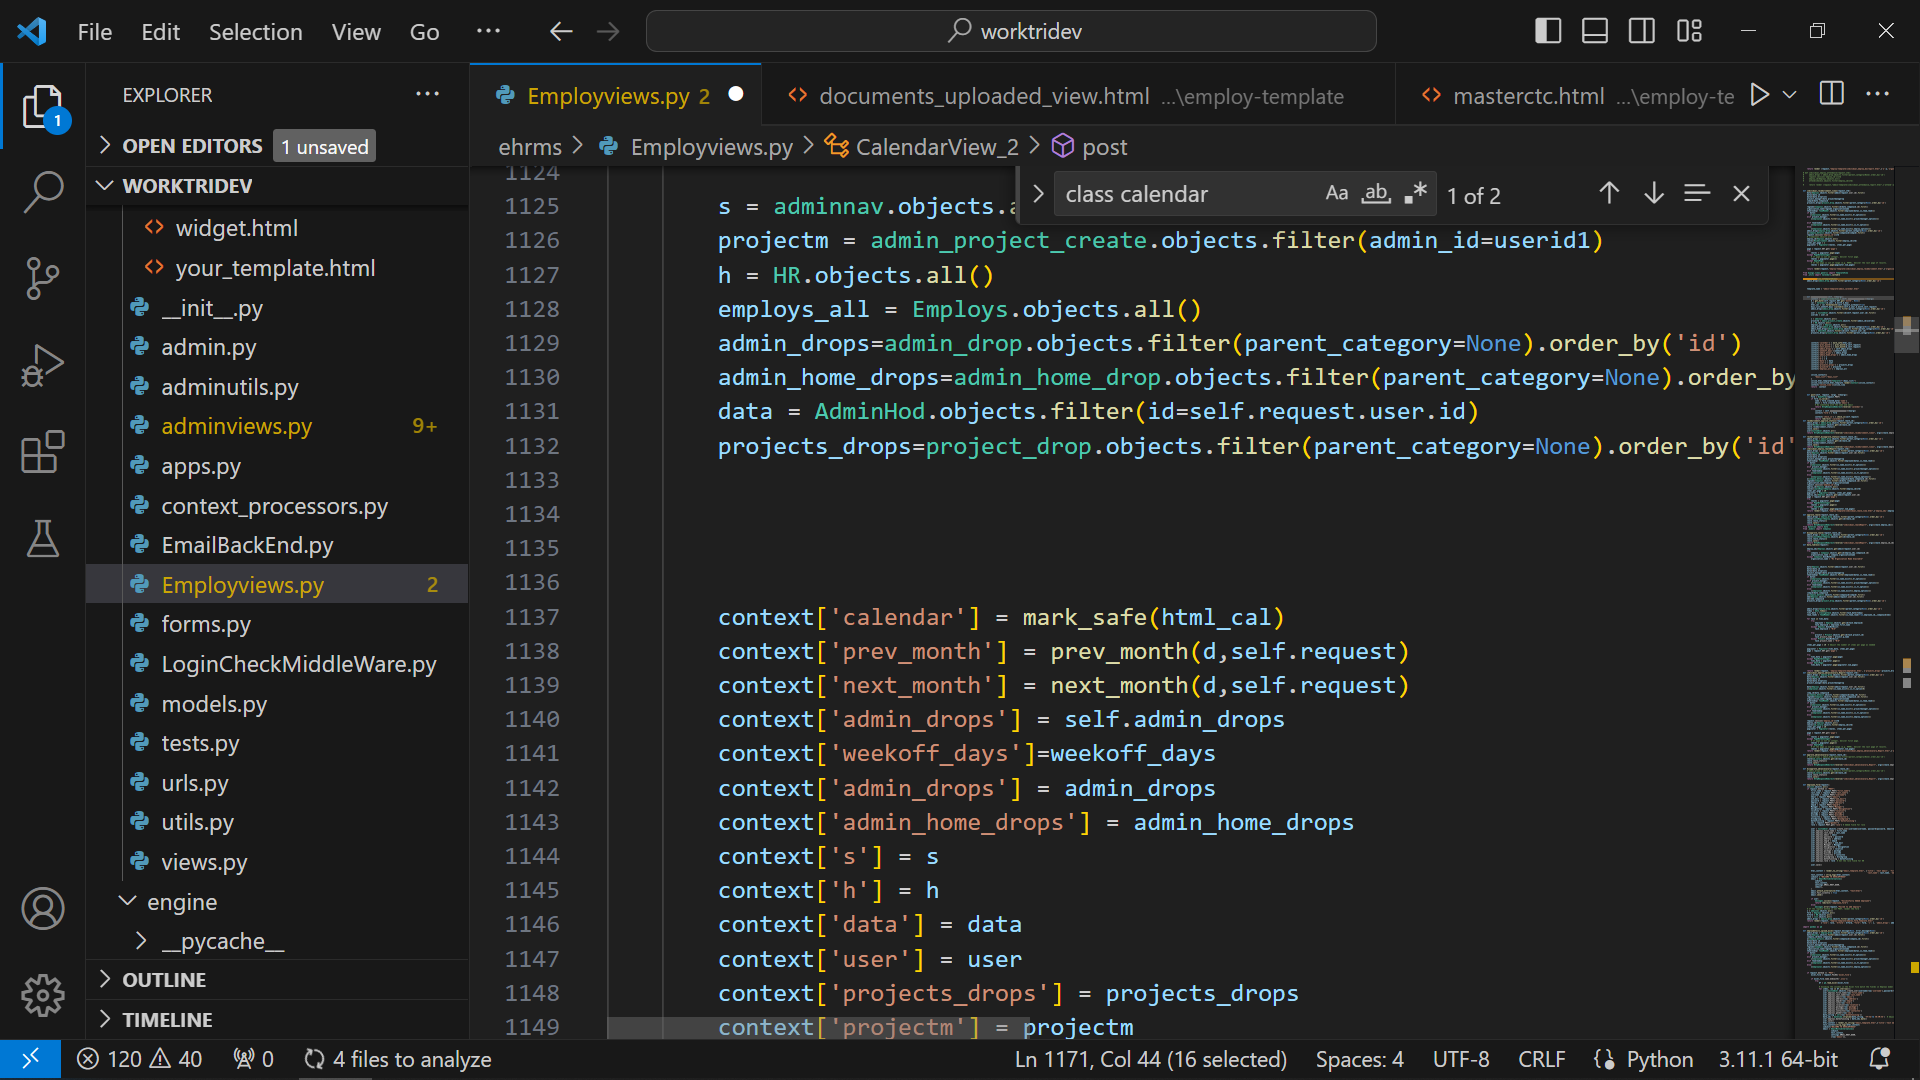 File Edit Selection View Go ··· worktridev
EXPLORER ···
OPEN EDITORS 1 unsaved
WORKTRIDEV
widget.html
your_template.html
__init__.py
admin.py
adminutils.py
adminviews.py 9+
apps.py
context_processors.py
EmailBackEnd.py
Employviews.py 2
forms.py
LoginCheckMiddleWare.py
models.py
tests.py
urls.py
utils.py
views.py
engine
__pycache__
OUTLINE
TIMELINE
1
Employviews.py 2 documents_uploaded_view.html ...\employ-template masterctc.html ...\employ-te ···
ehrms > Employviews.py > CalendarView_2 > post
class calendar Aa ab .* 1 of 2
1124
1125 s = adminnav.objects.a
1126 projectm = admin_project_create.objects.filter(admin_id=userid1)
1127 h = HR.objects.all()
1128 employs_all = Employs.objects.all()
1129 admin_drops=admin_drop.objects.filter(parent_category=None).order_by('id')
1130 admin_home_drops=admin_home_drop.objects.filter(parent_category=None).order_by
1131 data = AdminHod.objects.filter(id=self.request.user.id)
1132 projects_drops=project_drop.objects.filter(parent_category=None).order_by('id'
1133
1134
1135
1136
1137 context['calendar'] = mark_safe(html_cal)
1138 context['prev_month'] = prev_month(d,self.request)
1139 context['next_month'] = next_month(d,self.request)
1140 context['admin_drops'] = self.admin_drops
1141 context['weekoff_days']=weekoff_days
1142 context['admin_drops'] = admin_drops
1143 context['admin_home_drops'] = admin_home_drops
1144 context['s'] = s
1145 context['h'] = h
1146 context['data'] = data
1147 context['user'] = user
1148 context['projects_drops'] = projects_drops
1149 context['projectm'] = projectm
120 40 0 4 files to analyze Ln 1171, Col 44 (16 selected) Spaces: 4 UTF-8 CRLF {} Python 3.11.1 64-bit